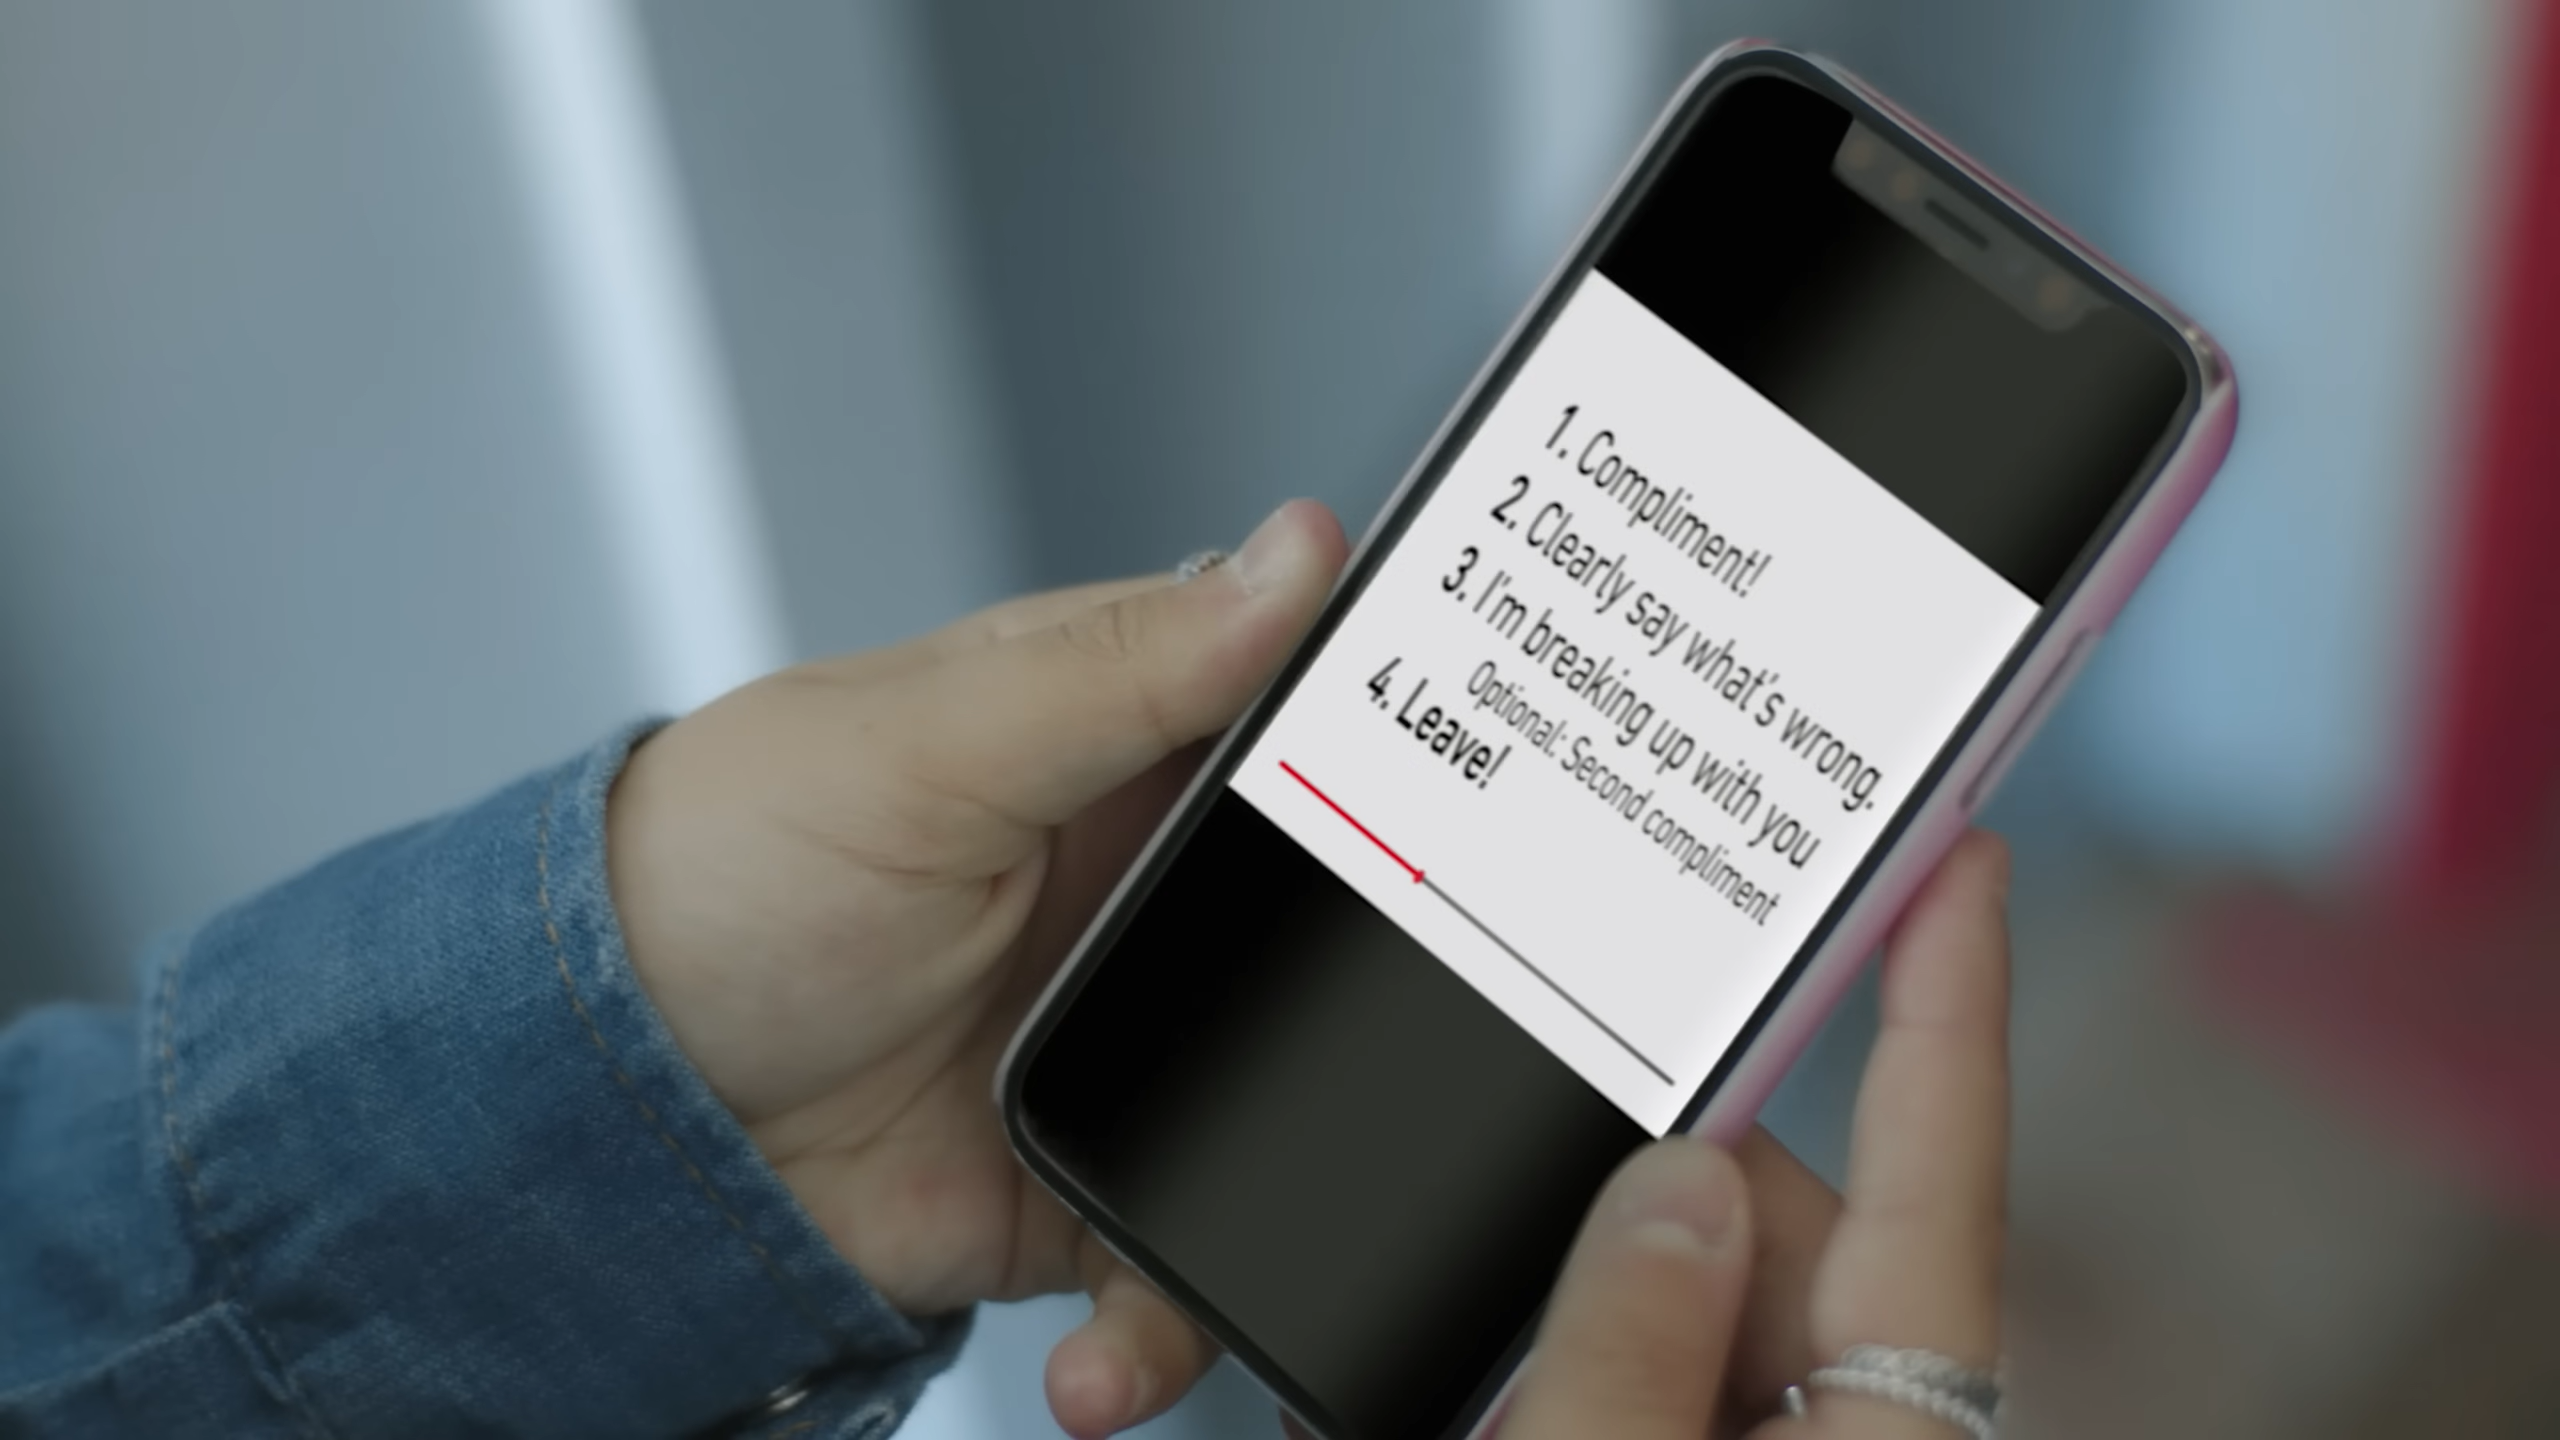 1. Compliment!
2. Clearly say what's wrong.
3. I'm breaking up with you
Optional: Second compliment
4. Leave!